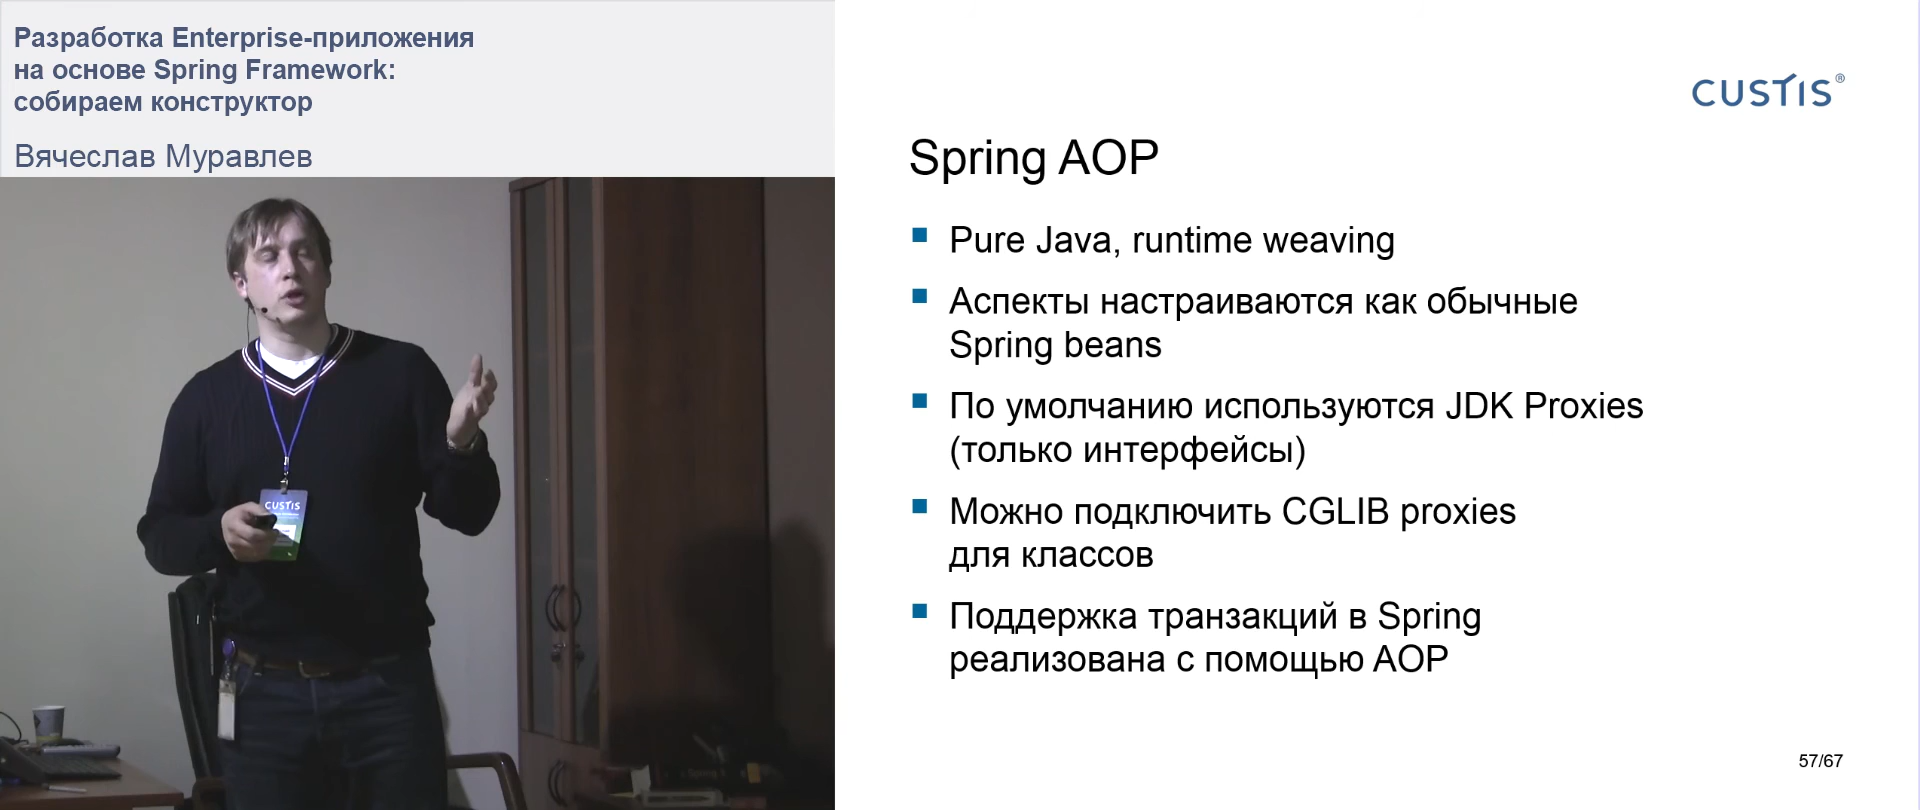 Разработка Enterprise-приложения
на основе Spring Framework:
собираем конструктор
Вячеслав Муравлев
CUSTIS
CUSTIS®
Spring AOP
Pure Java, runtime weaving
Аспекты настраиваются как обычные
Spring beans
По умолчанию используются JDK Proxies
(только интерфейсы)
Можно подключить CGLIB proxies
для классов
Поддержка транзакций в Spring
реализована с помощью AOP
57/67